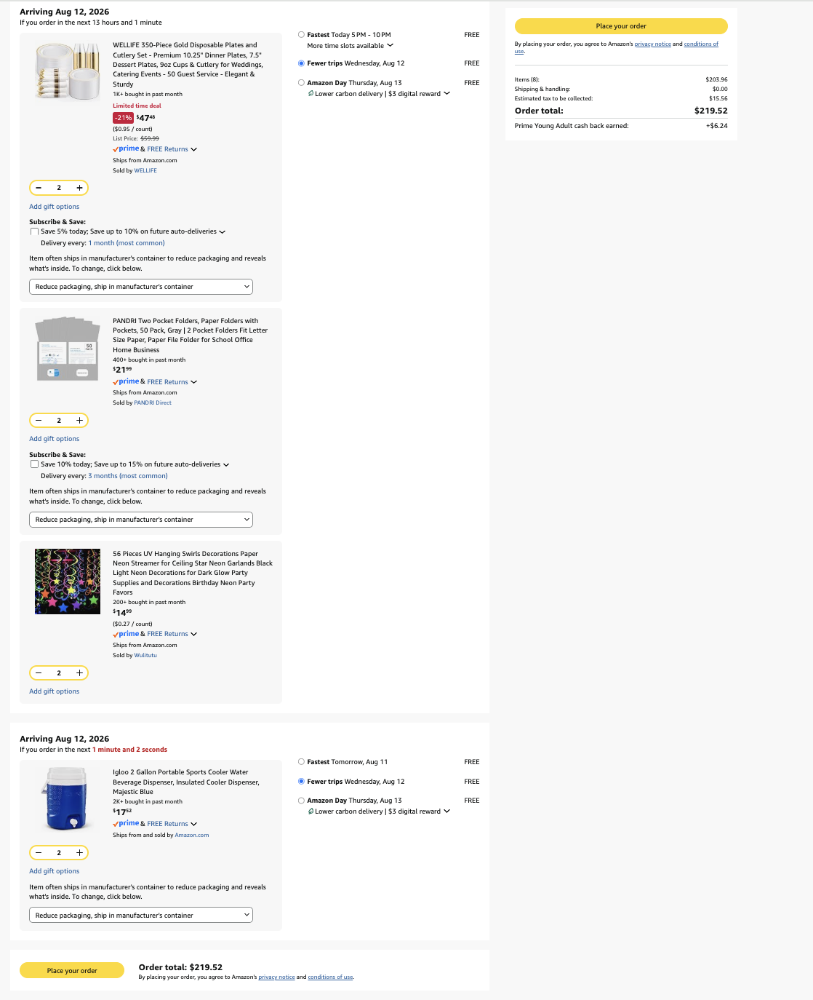 Arriving Aug 12, 2026
If you order in the next 13 hours and 1 minute
WELLIFE 350-Piece Gold Disposable Plates and
Cutlery Set - Premium 10.25" Dinner Plates, 7.5"
Dessert Plates, 9oz Cups & Cutlery for Weddings,
Catering Events - 50 Guest Service - Elegant &
Sturdy
1K+ bought in past month
Limited time deal
-21% $47 48
($0.95 / count)
List Price: $59.99
prime & FREE Returns
Ships from Amazon.com
Sold by WELLIFE
− 2 +
Add gift options
Subscribe & Save:
Save 5% today; Save up to 10% on future auto-deliveries
Delivery every: 1 month (most common)
Item often ships in manufacturer's container to reduce packaging and reveals
what's inside. To change, click below.
Reduce packaging, ship in manufacturer's container
Fastest Today 5 PM - 10 PM FREE
More time slots available
Fewer trips Wednesday, Aug 12 FREE
Amazon Day Thursday, Aug 13 FREE
Lower carbon delivery | $3 digital reward
PANDRI Two Pocket Folders, Paper Folders with
Pockets, 50 Pack, Gray | 2 Pocket Folders Fit Letter
Size Paper, Paper File Folder for School Office
Home Business
400+ bought in past month
$21 99
prime & FREE Returns
Ships from Amazon.com
Sold by PANDRI Direct
50
PACK
− 2 +
Add gift options
Subscribe & Save:
Save 10% today; Save up to 15% on future auto-deliveries
Delivery every: 3 months (most common)
Item often ships in manufacturer's container to reduce packaging and reveals
what's inside. To change, click below.
Reduce packaging, ship in manufacturer's container
56 Pieces UV Hanging Swirls Decorations Paper
Neon Streamer for Ceiling Star Neon Garlands Black
Light Neon Decorations for Dark Glow Party
Supplies and Decorations Birthday Neon Party
Favors
200+ bought in past month
$14 99
($0.27 / count)
prime & FREE Returns
Ships from Amazon.com
Sold by Wulitutu
− 2 +
Add gift options
Arriving Aug 12, 2026
If you order in the next 1 minute and 2 seconds
Igloo 2 Gallon Portable Sports Cooler Water
Beverage Dispenser, Insulated Cooler Dispenser,
Majestic Blue
2K+ bought in past month
$17 52
prime & FREE Returns
Ships from and sold by Amazon.com
− 2 +
Add gift options
Item often ships in manufacturer's container to reduce packaging and reveals
what's inside. To change, click below.
Reduce packaging, ship in manufacturer's container
Fastest Tomorrow, Aug 11 FREE
Fewer trips Wednesday, Aug 12 FREE
Amazon Day Thursday, Aug 13 FREE
Lower carbon delivery | $3 digital reward
Place your order
Order total: $219.52
By placing your order, you agree to Amazon's privacy notice and conditions of use.
Place your order
By placing your order, you agree to Amazon's privacy notice and conditions of
use.
Items (8): $203.96
Shipping & handling: $0.00
Estimated tax to be collected: $15.56
Order total: $219.52
Prime Young Adult cash back earned: +$6.24